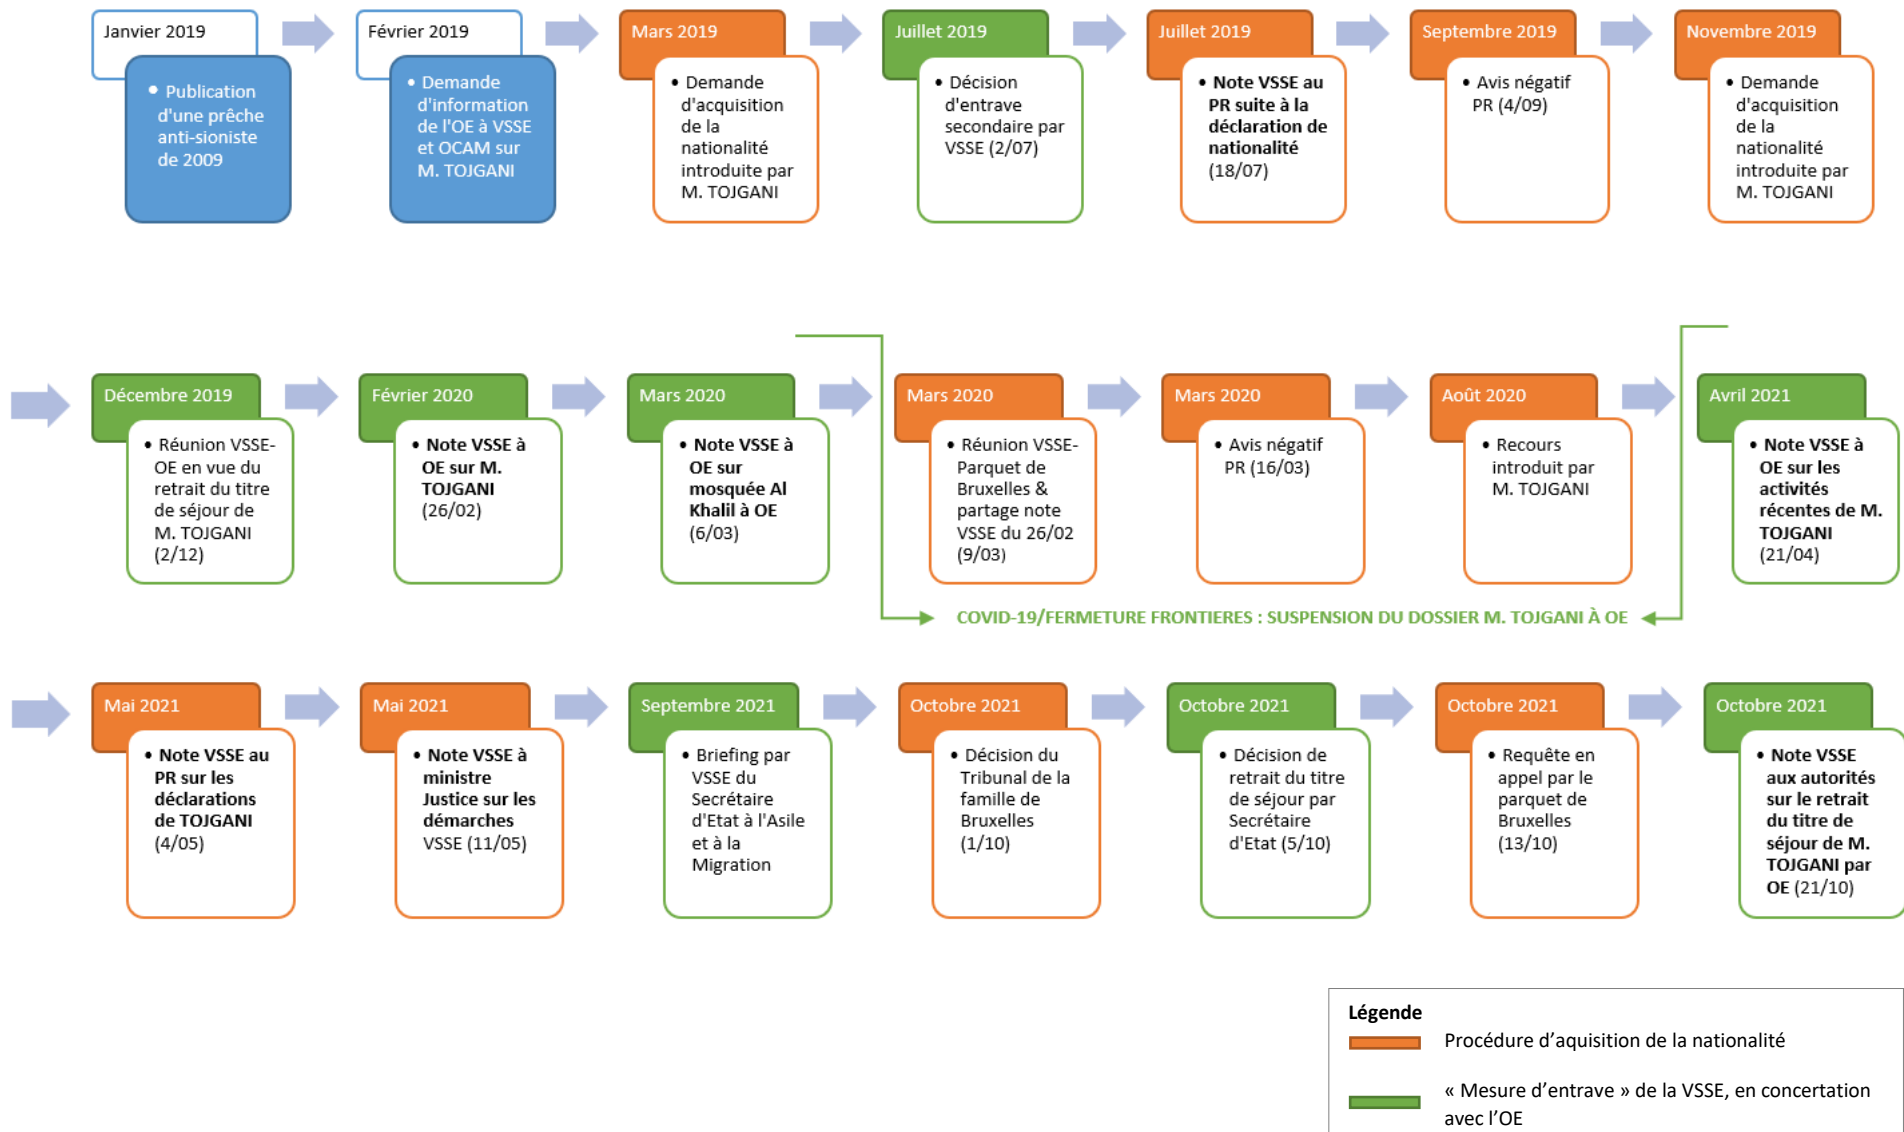 Janvier 2019
• Publication
d'une prêche
anti-sioniste
de 2009
Février 2019
• Demande
d'information
de l'OE à VSSE
et OCAM sur
M. TOJGANI
Mars 2019
• Demande
d'acquisition
de la
nationalité
introduite par
M. TOJGANI
Juillet 2019
• Décision
d'entrave
secondaire par
VSSE (2/07)
Juillet 2019
• Note VSSE au
PR suite à la
déclaration de
nationalité
(18/07)
Septembre 2019
• Avis négatif
PR (4/09)
Novembre 2019
• Demande
d'acquisition
de la
nationalité
introduite par
M. TOJGANI
Décembre 2019
• Réunion VSSE-
OE en vue du
retrait du titre
de séjour de
M. TOJGANI
(2/12)
Février 2020
• Note VSSE à
OE sur M.
TOJGANI
(26/02)
Mars 2020
• Note VSSE à
OE sur
mosquée Al
Khalil à OE
(6/03)
Mars 2020
• Réunion VSSE-
Parquet de
Bruxelles &
partage note
VSSE du 26/02
(9/03)
Mars 2020
• Avis négatif
PR (16/03)
Août 2020
• Recours
introduit par
M. TOJGANI
Avril 2021
• Note VSSE à
OE sur les
activités
récentes de M.
TOJGANI
(21/04)
COVID-19/FERMETURE FRONTIERES : SUSPENSION DU DOSSIER M. TOJGANI À OE
Mai 2021
• Note VSSE au
PR sur les
déclarations
de TOJGANI
(4/05)
Mai 2021
• Note VSSE à
ministre
Justice sur les
démarches
VSSE (11/05)
Septembre 2021
• Briefing par
VSSE du
Secrétaire
d'Etat à l'Asile
et à la
Migration
Octobre 2021
• Décision du
Tribunal de la
famille de
Bruxelles
(1/10)
Octobre 2021
• Décision de
retrait du titre
de séjour par
Secrétaire
d'Etat (5/10)
Octobre 2021
• Requête en
appel par le
parquet de
Bruxelles
(13/10)
Octobre 2021
• Note VSSE
aux autorités
sur le retrait
du titre de
séjour de M.
TOJGANI par
OE (21/10)
Légende
Procédure d’aquisition de la nationalité
« Mesure d’entrave » de la VSSE, en concertation
avec l’OE